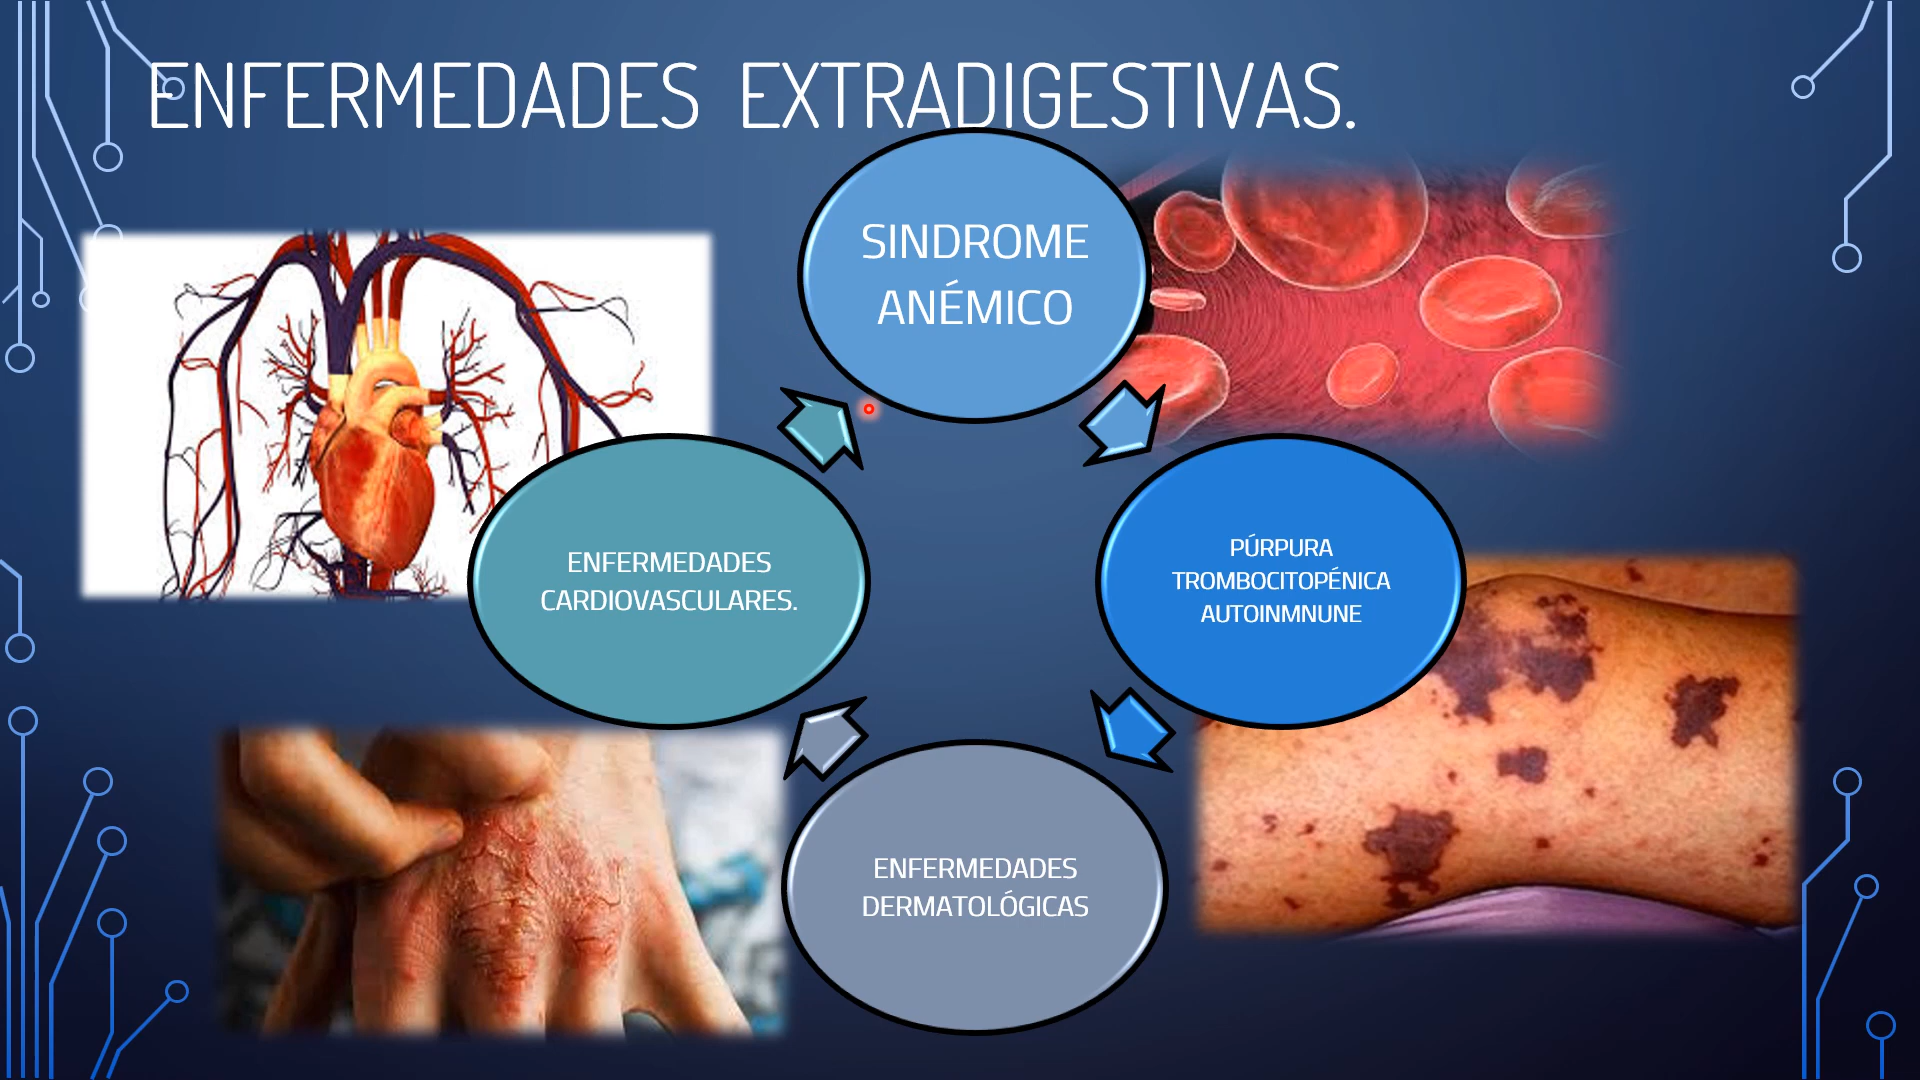 ENFERMEDADES EXTRADIGESTIVAS.
SINDROME
ANÉMICO
PÚRPURA
TROMBOCITOPÉNICA
AUTOINMNUNE
ENFERMEDADES
DERMATOLÓGICAS
ENFERMEDADES
CARDIOVASCULARES.